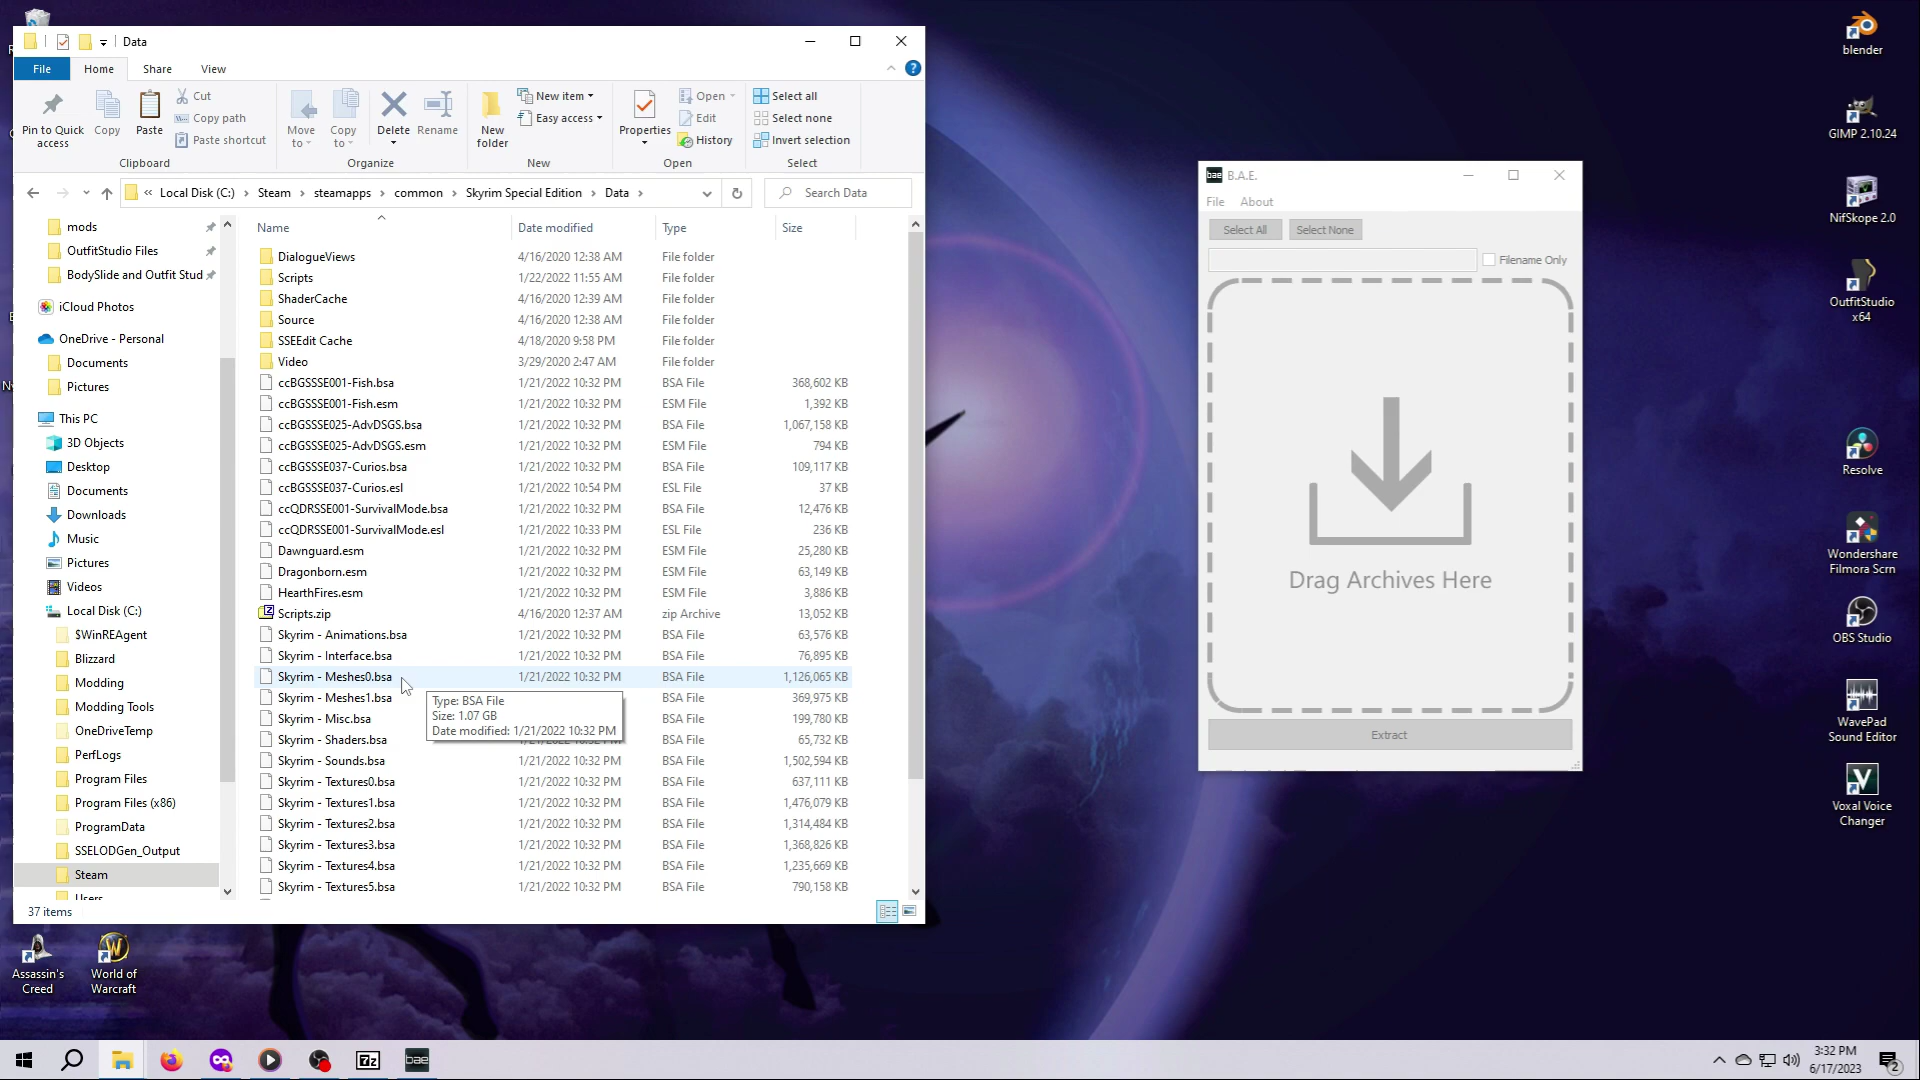 Data
File
Home
Share
View
Pin to Quick
access
Copy
Paste
Cut
Copy path
Paste shortcut
Clipboard
Move
to
Copy
to
Delete
Rename
Organize
New
folder
New item
Easy access
New
Properties
Open
Edit
History
Open
Select all
Select none
Invert selection
Select
« Local Disk (C:) › Steam › steamapps › common › Skyrim Special Edition › Data ›
Search Data
mods
OutfitStudio Files
BodySlide and Outfit Stud
iCloud Photos
OneDrive - Personal
Documents
Pictures
This PC
3D Objects
Desktop
Documents
Downloads
Music
Pictures
Videos
Local Disk (C:)
$WinREAgent
Blizzard
Modding
Modding Tools
OneDriveTemp
PerfLogs
Program Files
Program Files (x86)
ProgramData
SSELODGen_Output
Steam
Users
Name Date modified Type Size
DialogueViews 4/16/2020 12:38 AM File folder
Scripts 1/22/2022 11:55 AM File folder
ShaderCache 4/16/2020 12:39 AM File folder
Source 4/16/2020 12:38 AM File folder
SSEEdit Cache 4/18/2020 9:58 PM File folder
Video 3/29/2020 2:47 AM File folder
ccBGSSSE001-Fish.bsa 1/21/2022 10:32 PM BSA File 368,602 KB
ccBGSSSE001-Fish.esm 1/21/2022 10:32 PM ESM File 1,392 KB
ccBGSSSE025-AdvDSGS.bsa 1/21/2022 10:32 PM BSA File 1,067,158 KB
ccBGSSSE025-AdvDSGS.esm 1/21/2022 10:32 PM ESM File 794 KB
ccBGSSSE037-Curios.bsa 1/21/2022 10:32 PM BSA File 109,117 KB
ccBGSSSE037-Curios.esl 1/21/2022 10:54 PM ESL File 37 KB
ccQDRSSE001-SurvivalMode.bsa 1/21/2022 10:32 PM BSA File 12,476 KB
ccQDRSSE001-SurvivalMode.esl 1/21/2022 10:33 PM ESL File 236 KB
Dawnguard.esm 1/21/2022 10:32 PM ESM File 25,280 KB
Dragonborn.esm 1/21/2022 10:32 PM ESM File 63,149 KB
HearthFires.esm 1/21/2022 10:32 PM ESM File 3,886 KB
Scripts.zip 4/16/2020 12:37 AM zip Archive 13,052 KB
Skyrim - Animations.bsa 1/21/2022 10:32 PM BSA File 63,576 KB
Skyrim - Interface.bsa 1/21/2022 10:32 PM BSA File 76,895 KB
Skyrim - Meshes0.bsa 1/21/2022 10:32 PM BSA File 1,126,065 KB
Skyrim - Meshes1.bsa BSA File 369,975 KB
Skyrim - Misc.bsa BSA File 199,780 KB
Skyrim - Shaders.bsa BSA File 65,732 KB
Skyrim - Sounds.bsa 1/21/2022 10:32 PM BSA File 1,502,594 KB
Skyrim - Textures0.bsa 1/21/2022 10:32 PM BSA File 637,111 KB
Skyrim - Textures1.bsa 1/21/2022 10:32 PM BSA File 1,476,079 KB
Skyrim - Textures2.bsa 1/21/2022 10:32 PM BSA File 1,314,484 KB
Skyrim - Textures3.bsa 1/21/2022 10:32 PM BSA File 1,368,826 KB
Skyrim - Textures4.bsa 1/21/2022 10:32 PM BSA File 1,235,669 KB
Skyrim - Textures5.bsa 1/21/2022 10:32 PM BSA File 790,158 KB
Type: BSA File
Size: 1.07 GB
Date modified: 1/21/2022 10:32 PM
37 items
bae B.A.E.
File About
Select All Select None
Filename Only
Drag Archives Here
Extract
blender
GIMP 2.10.24
NifSkope 2.0
OutfitStudio
x64
Resolve
Wondershare
Filmora Scrn
OBS Studio
WavePad
Sound Editor
Voxal Voice
Changer
Assassin's
Creed
World of
Warcraft
7z
bae
3:32 PM
6/17/2023
2